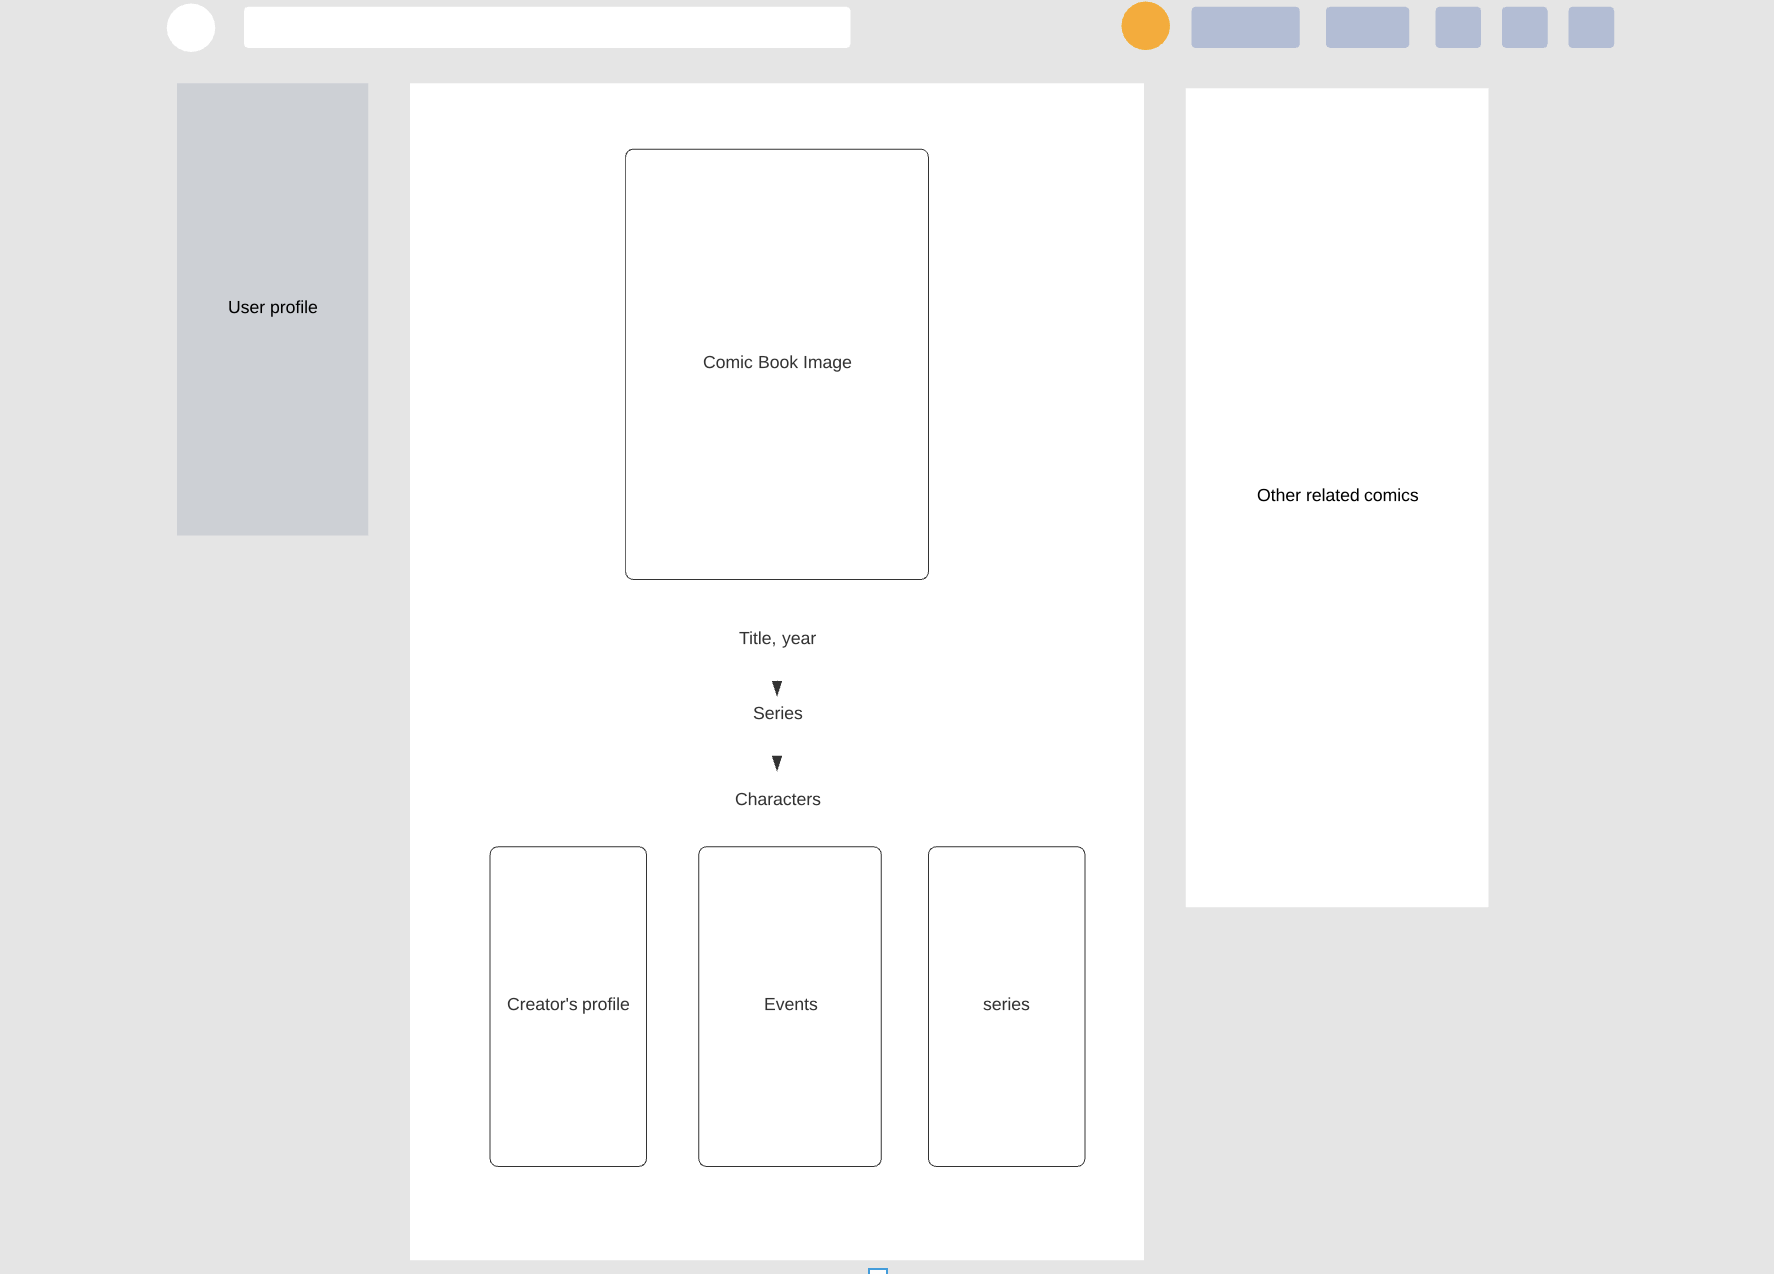 User profile
Comic Book Image
Other related comics
Title, year
Series
Characters
Creator's profile
Events
series